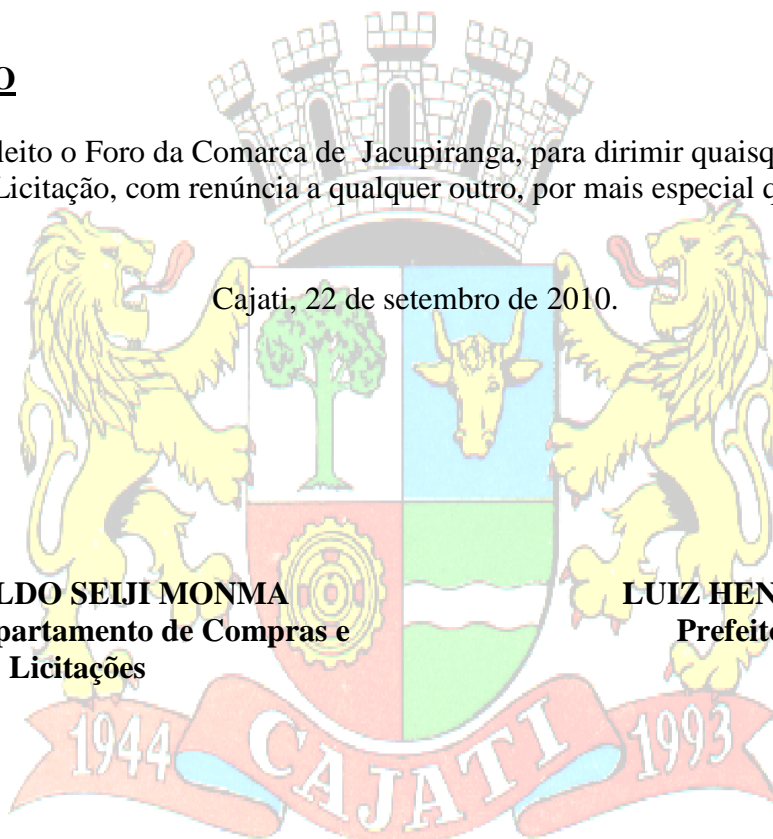 O
leito o Foro da Comarca de Jacupiranga, para dirimir quaisq
Licitação, com renúncia a qualquer outro, por mais especial q
Cajati, 22 de setembro de 2010.
LDO SEIJI MONMA
LUIZ HEN
partamento de Compras e
Prefeito
Licitações
1944
CAJATI
1993